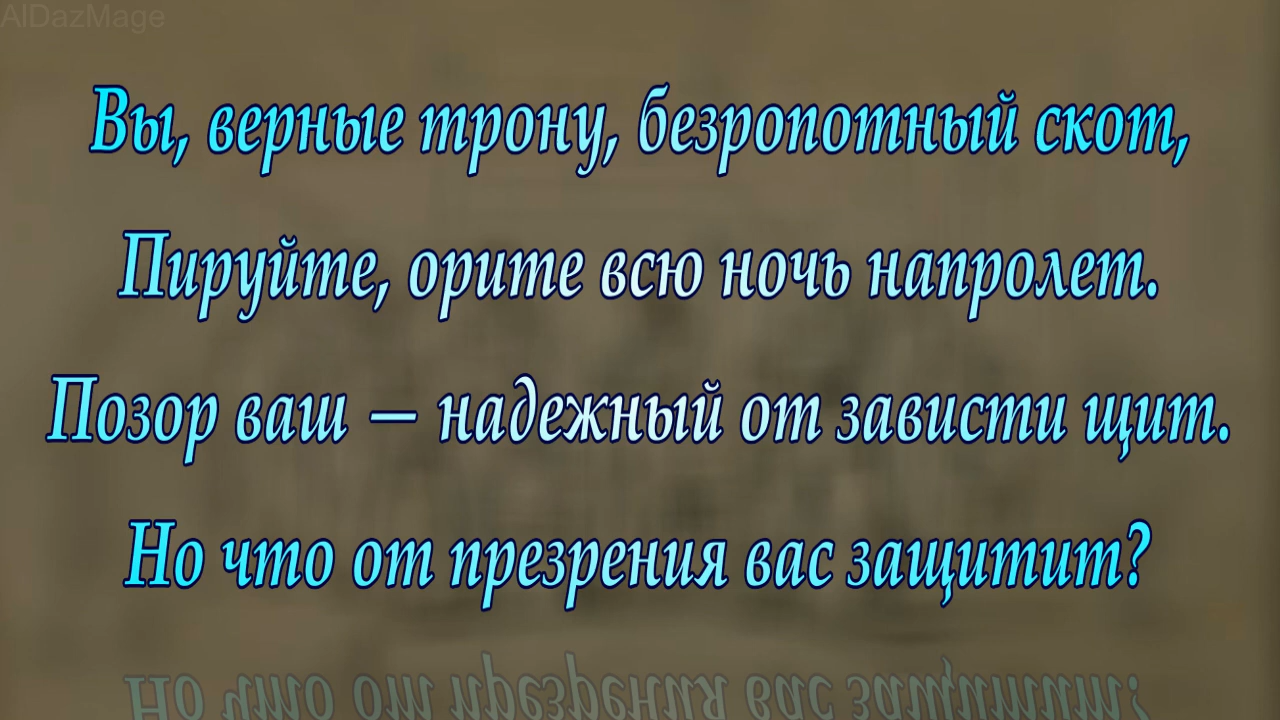 AlDazMage
Вы, верные трону, безропотный скот,
Пируйте, орите всю ночь напролет.
Позор ваш – надежный от зависти щит.
Но что от презрения вас защитит?